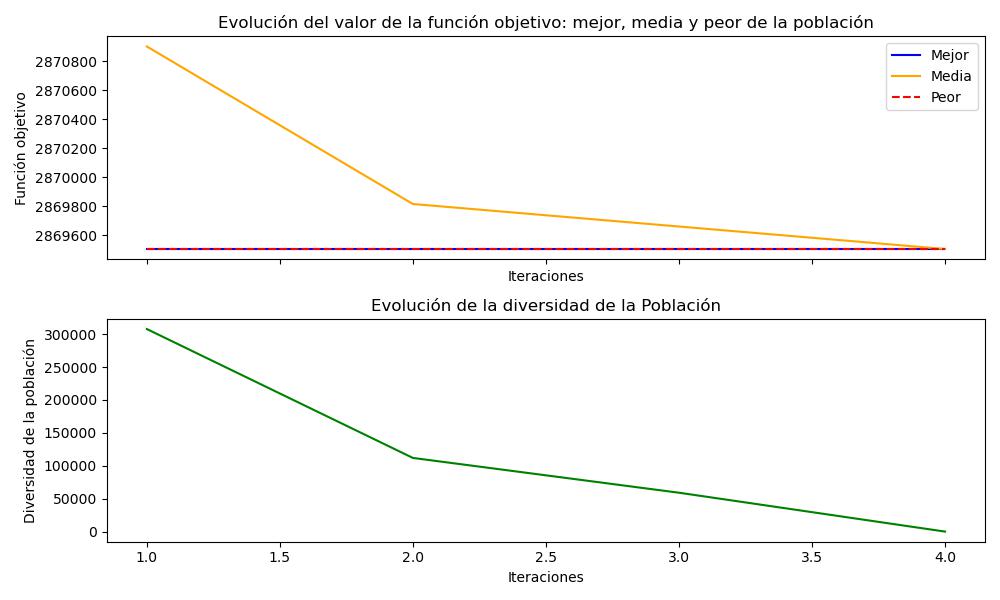 Evolución del valor de la función objetivo: mejor, media y peor de la población
Función objetivo
2870800
2870600
2870400
2870200
2870000
2869800
2869600
Mejor
Media
Peor
Iteraciones
Evolución de la diversidad de la Población
Diversidad de la población
300000
250000
200000
150000
100000
50000
0
1.0 1.5 2.0 2.5 3.0 3.5 4.0
Iteraciones